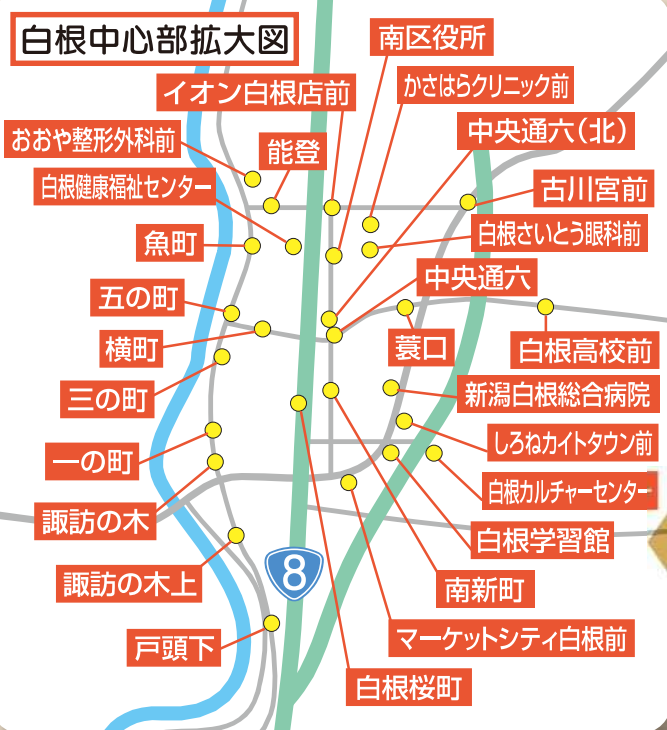 白根中心部拡大図
南区役所
イオン白根店前
かさはらクリニック前
おおや整形外科前
能登
中央通六(北)
白根健康福祉センター
古川宮前
魚町
白根さいとう眼科前
五の町
中央通六
横町
蓑口
白根高校前
三の町
新潟白根総合病院
一の町
しろねカイトタウン前
諏訪の木
白根カルチャーセンター
白根学習館
諏訪の木上
8
南新町
戸頭下
マーケットシティ白根前
白根桜町